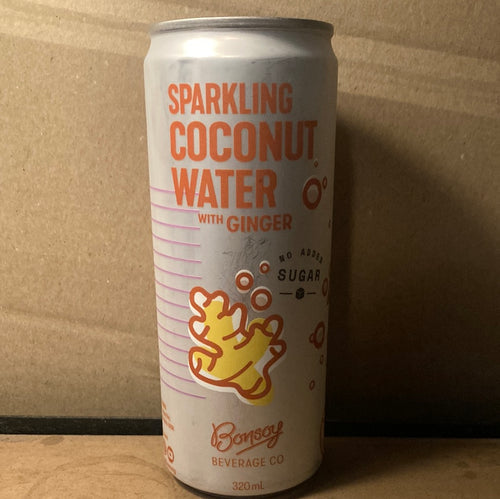 SPARKLING
COCONUT
WATER
WITH GINGER
NO ADDED
SUGAR
Bonsoy
BEVERAGE CO
320mL